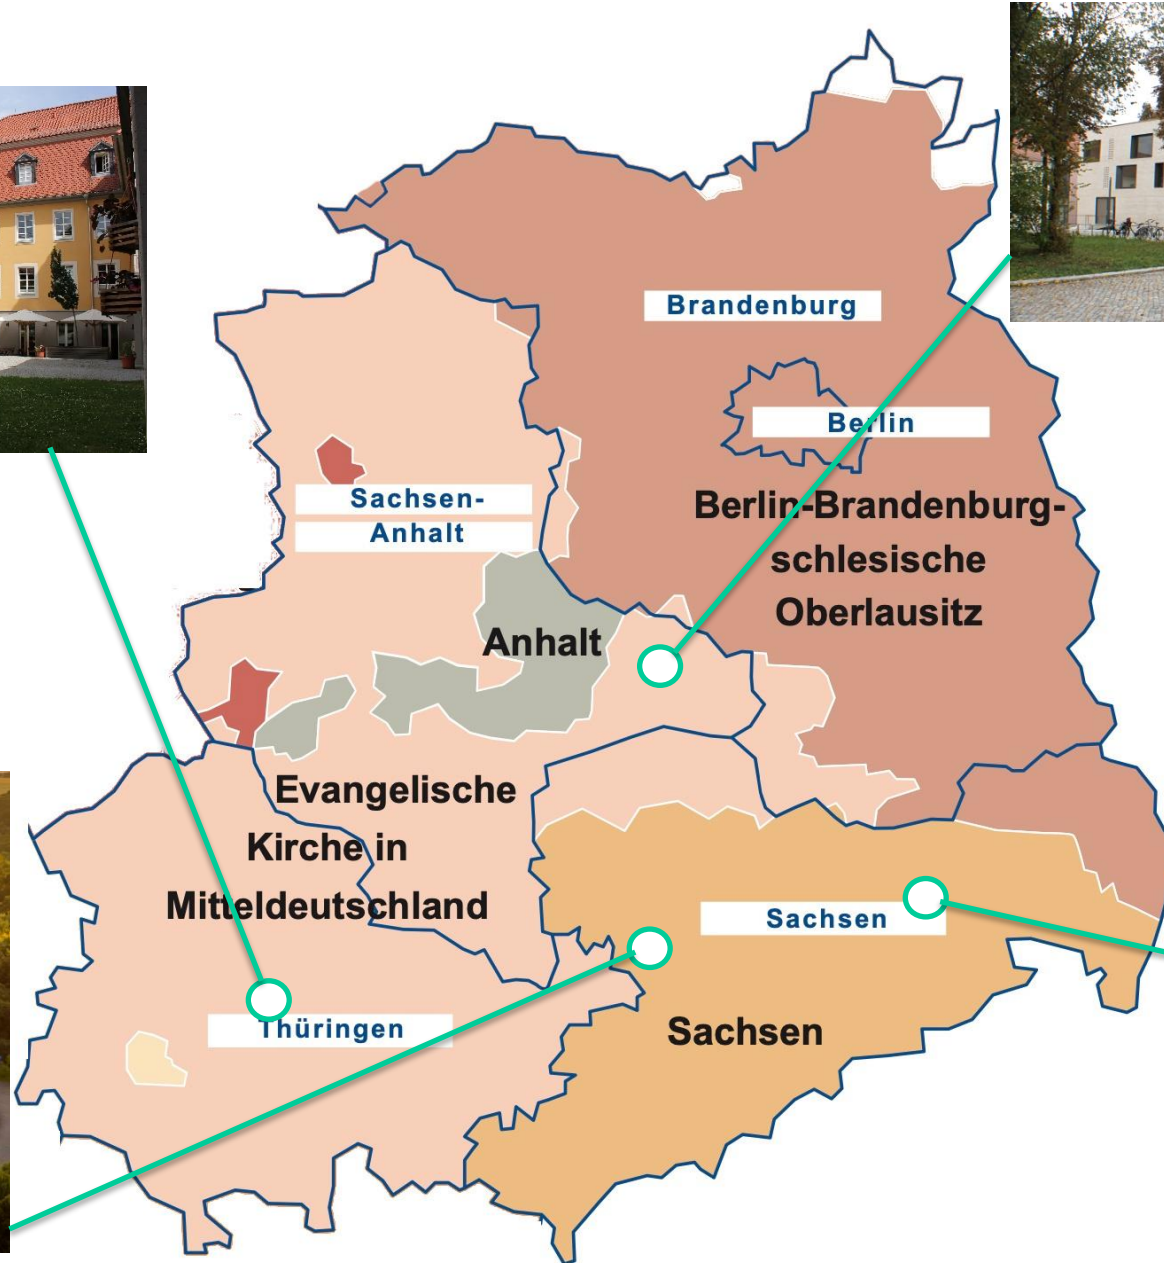 Brandenburg
Berlin
Berlin-Brandenburg-
schlesische
Oberlausitz
Sachsen-
Anhalt
Anhalt
Evangelische
Kirche in
Mitteldeutschland
Sachsen
Thüringen
Sachsen